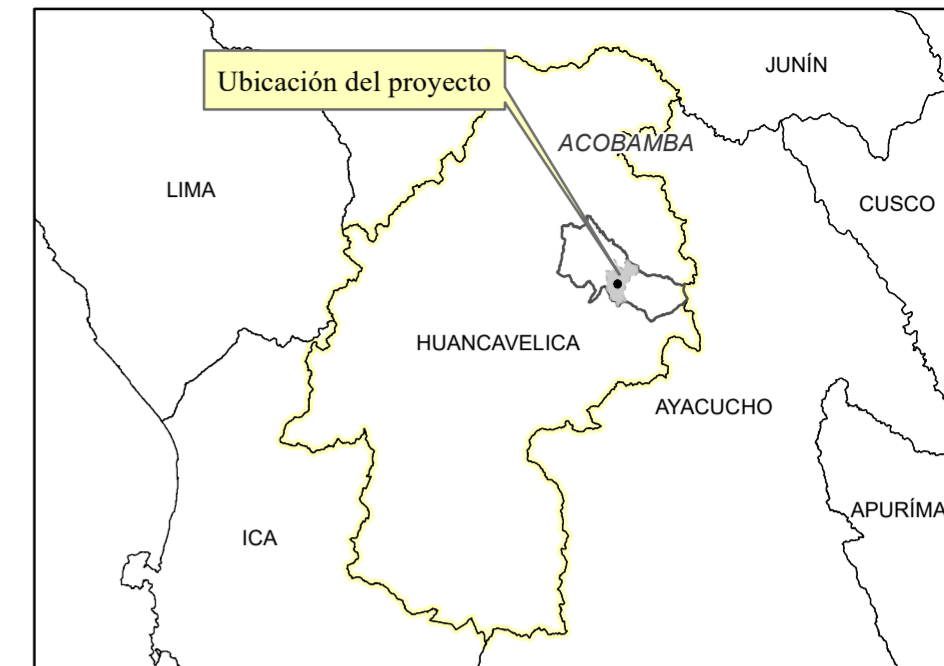 JUNÍN
Ubicación del proyecto
ACOBAMBA
LIMA
CUSCO
HUANCAVELICA
AYACUCHO
APURÍMA
ICA